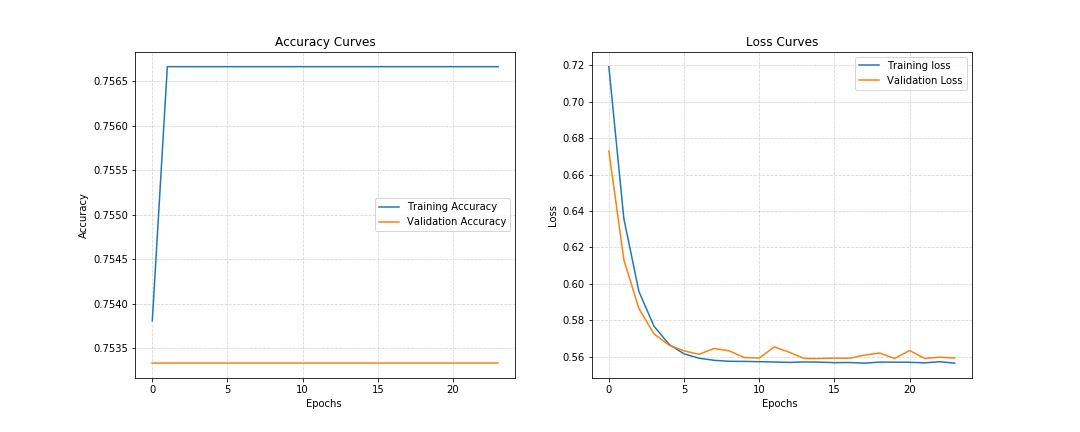 Accuracy Curves
0.7565
0.7560
0.7555
0.7550
0.7545
0.7540
0.7535
Accuracy
0 5 10 15 20
Epochs
Training Accuracy
Validation Accuracy
Loss Curves
0.72
0.70
0.68
0.66
0.64
0.62
0.60
0.58
0.56
Loss
0 5 10 15 20
Epochs
Training loss
Validation Loss